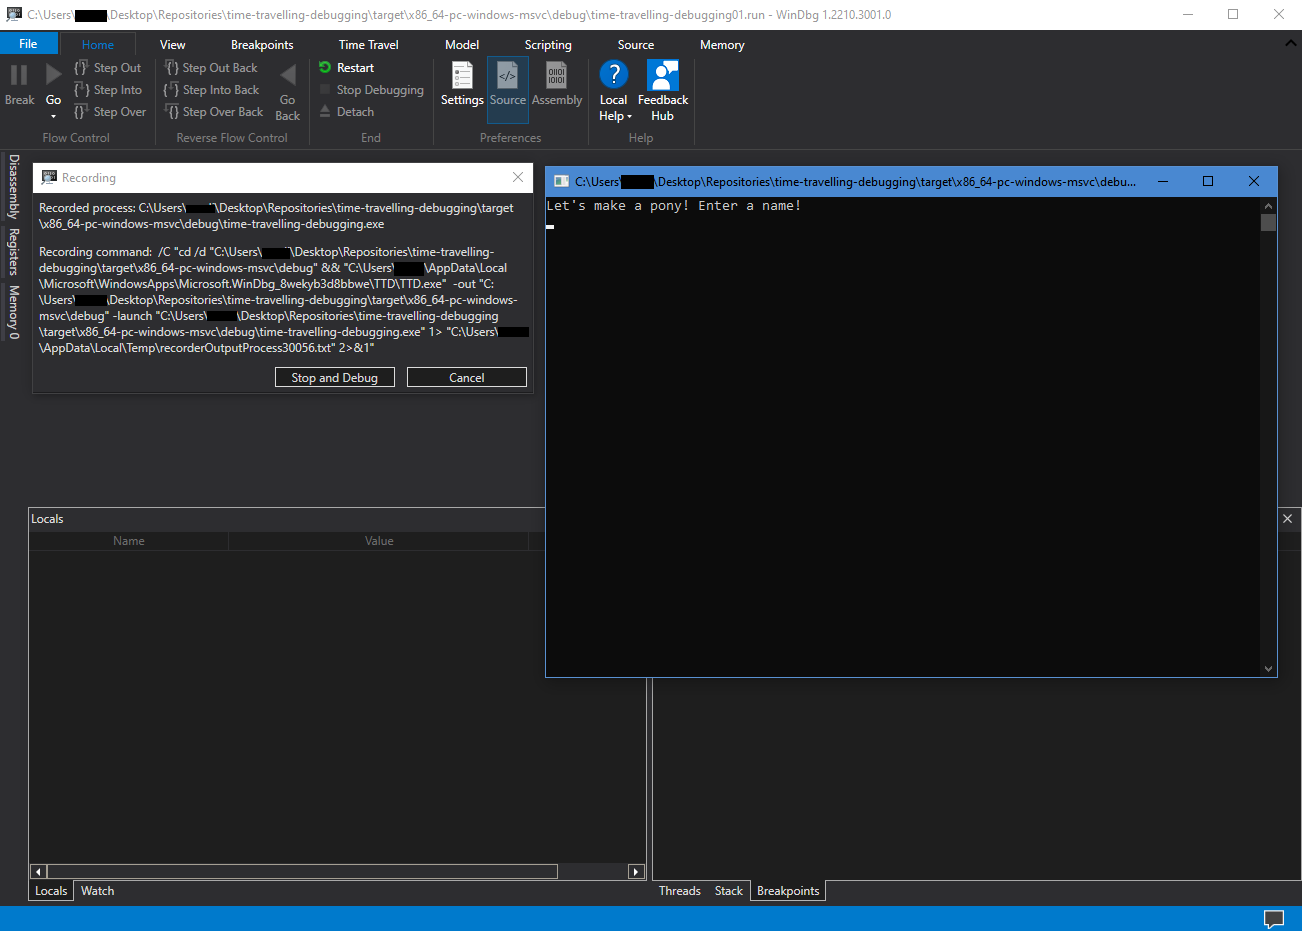 C:\Users\ \Desktop\Repositories\time-travelling-debugging\target\x86_64-pc-windows-msvc\debug\time-travelling-debugging01.run - WinDbg 1.2210.3001.0
File Home View Breakpoints Time Travel Model Scripting Source Memory
Break
Go
Step Out
Step Into
Step Over
Flow Control
Step Out Back
Step Into Back
Step Over Back
Go
Back
Reverse Flow Control
Restart
Stop Debugging
Detach
End
Settings Source Assembly
Preferences
Local
Help
Feedback
Hub
Help
Disassembly
Registers
Memory 0
Recording
Recorded process: C:\Users\ \Desktop\Repositories\time-travelling-debugging\target
\x86_64-pc-windows-msvc\debug\time-travelling-debugging.exe
Recording command:  /C "cd /d "C:\Users\ \Desktop\Repositories\time-travelling-
debugging\target\x86_64-pc-windows-msvc\debug" && "C:\Users\ \AppData\Local
\Microsoft\WindowsApps\Microsoft.WinDbg_8wekyb3d8bbwe\TTD\TTD.exe"  -out "C:
\Users\ \Desktop\Repositories\time-travelling-debugging\target\x86_64-pc-windows-
msvc\debug" -launch "C:\Users\ \Desktop\Repositories\time-travelling-debugging
\target\x86_64-pc-windows-msvc\debug\time-travelling-debugging.exe" 1> "C:\Users\
\AppData\Local\Temp\recorderOutputProcess30056.txt" 2>&1"
Stop and Debug
Cancel
C:\Users\ \Desktop\Repositories\time-travelling-debugging\target\x86_64-pc-windows-msvc\debu...
Let's make a pony! Enter a name!
Locals
Name Value
Locals Watch
Threads Stack Breakpoints